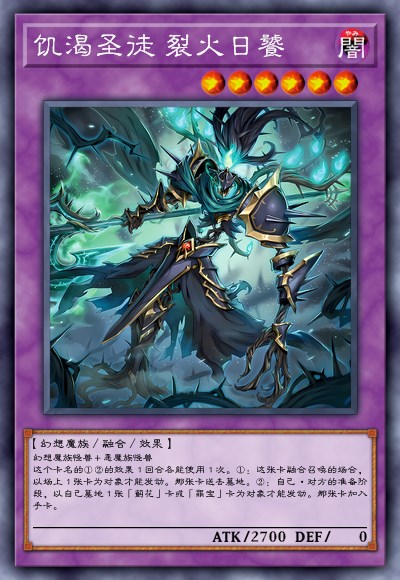 饥渴圣徒 裂火日饕
闇
やみ
【幻想魔族／融合／效果】
幻想魔族怪兽＋恶魔族怪兽
这个卡名的①②的效果１回合各能使用１次。①：这张卡融合召唤的场合，
以场上１张卡为对象才能发动。那张卡送去墓地。②：自己·对方的准备阶
段，以自己墓地１张「蓟花」卡或「罪宝」卡为对象才能发动。那张卡加入
手卡。
ATK/2700 DEF/ 0